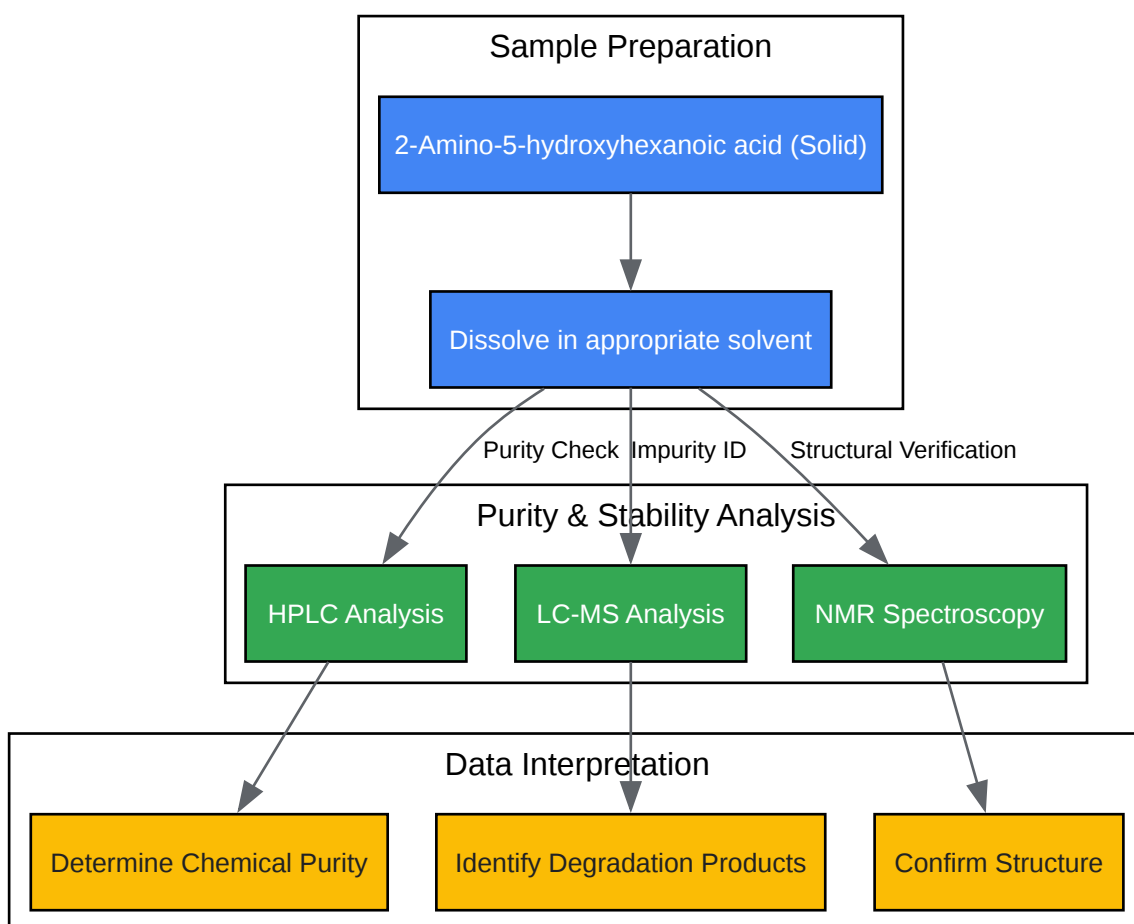 Sample Preparation
2-Amino-5-hydroxyhexanoic acid (Solid)
Dissolve in appropriate solvent
Purity Check
Impurity ID
Structural Verification
Purity & Stability Analysis
HPLC Analysis
LC-MS Analysis
NMR Spectroscopy
Data Interpretation
Determine Chemical Purity
Identify Degradation Products
Confirm Structure